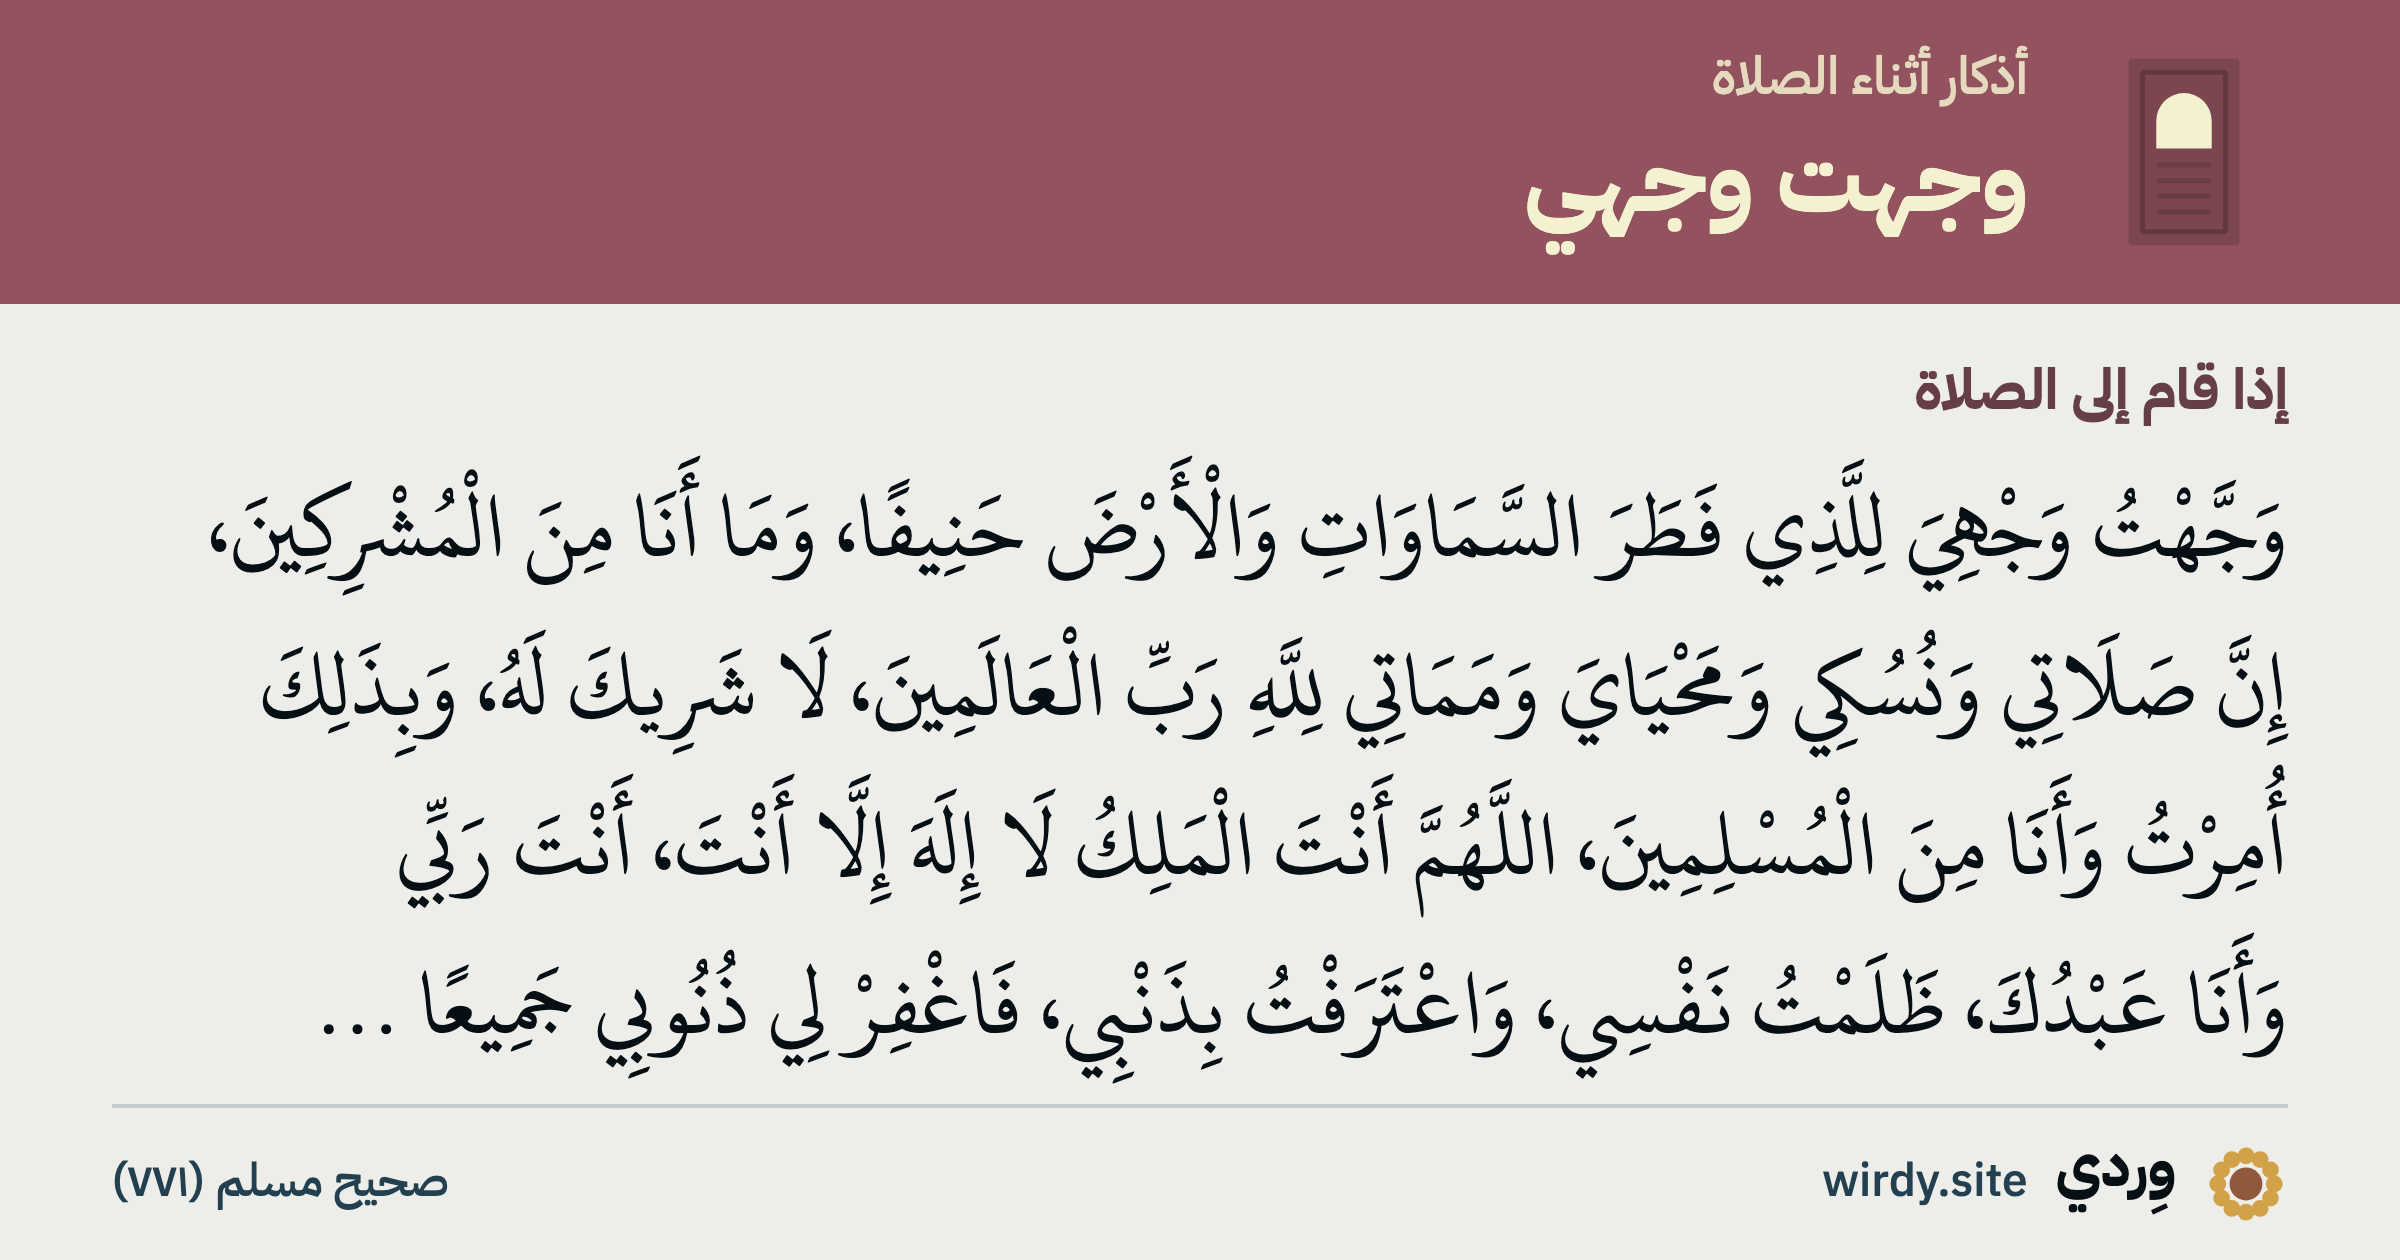 أذكار أثناء الصلاة
وجهت وجهي
إذا قام إلى الصلاة
وَجَّهْتُ وَجْهِيَ لِلَّذِي فَطَرَ السَّمَاوَاتِ وَالْأَرْضَ حَنِيفًا، وَمَا أَنَا مِنَ الْمُشْرِكِينَ،
إِنَّ صَلَاتِي وَنُسُكِي وَمَحْيَايَ وَمَمَاتِي لِلَّهِ رَبِّ الْعَالَمِينَ، لَا شَرِيكَ لَهُ، وَبِذَلِكَ
أُمِرْتُ وَأَنَا مِنَ الْمُسْلِمِينَ، اللَّهُمَّ أَنْتَ الْمَلِكُ لَا إِلَهَ إِلَّا أَنْتَ، أَنْتَ رَبِّي
وَأَنَا عَبْدُكَ، ظَلَمْتُ نَفْسِي، وَاعْتَرَفْتُ بِذَنْبِي، فَاغْفِرْ لِي ذُنُوبِي جَمِيعًا ...
وِردي wirdy.site
صحيح مسلم (٧٧١)